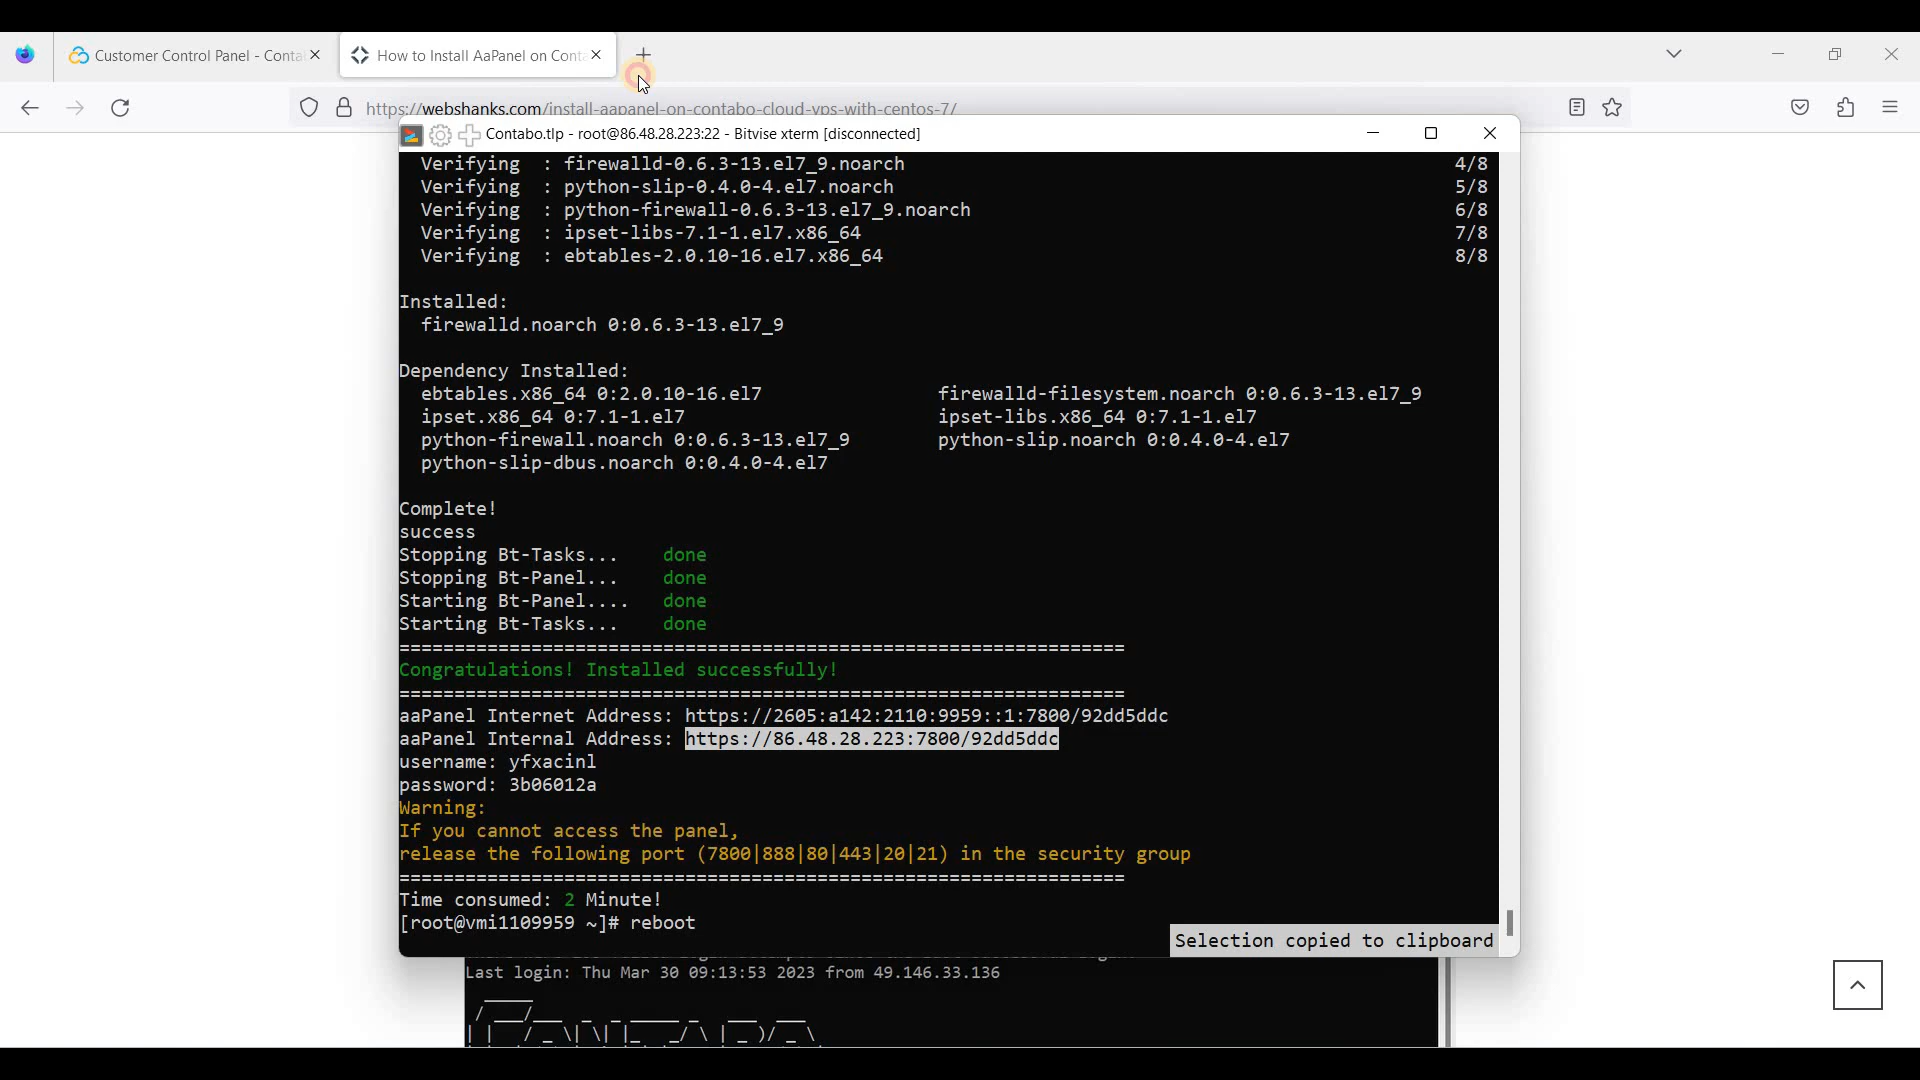 Customer Control Panel - Conta
How to Install AaPanel on Conta
https://webshanks.com/install-aapanel-on-contabo-cloud-vps-with-centos-7/
Contabo.tlp - root@86.48.28.223:22 - Bitvise xterm [disconnected]
Verifying : firewalld-0.6.3-13.el7_9.noarch 4/8
Verifying : python-slip-0.4.0-4.el7.noarch 5/8
Verifying : python-firewall-0.6.3-13.el7_9.noarch 6/8
Verifying : ipset-libs-7.1-1.el7.x86_64 7/8
Verifying : ebtables-2.0.10-16.el7.x86_64 8/8
Installed:
firewalld.noarch 0:0.6.3-13.el7_9
Dependency Installed:
ebtables.x86_64 0:2.0.10-16.el7 firewalld-filesystem.noarch 0:0.6.3-13.el7_9
ipset.x86_64 0:7.1-1.el7 ipset-libs.x86_64 0:7.1-1.el7
python-firewall.noarch 0:0.6.3-13.el7_9 python-slip.noarch 0:0.4.0-4.el7
python-slip-dbus.noarch 0:0.4.0-4.el7
Complete!
success
Stopping Bt-Tasks... done
Stopping Bt-Panel... done
Starting Bt-Panel.... done
Starting Bt-Tasks... done
==================================================================
Congratulations! Installed successfully!
==================================================================
aaPanel Internet Address: https://2605:a142:2110:9959::1:7800/92dd5ddc
aaPanel Internal Address: https://86.48.28.223:7800/92dd5ddc
username: yfxacinl
password: 3b06012a
Warning:
If you cannot access the panel,
release the following port (7800|888|80|443|20|21) in the security group
==================================================================
Time consumed: 2 Minute!
[root@vmi1109959 ~]# reboot
Selection copied to clipboard
Last login: Thu Mar 30 09:13:53 2023 from 49.146.33.136